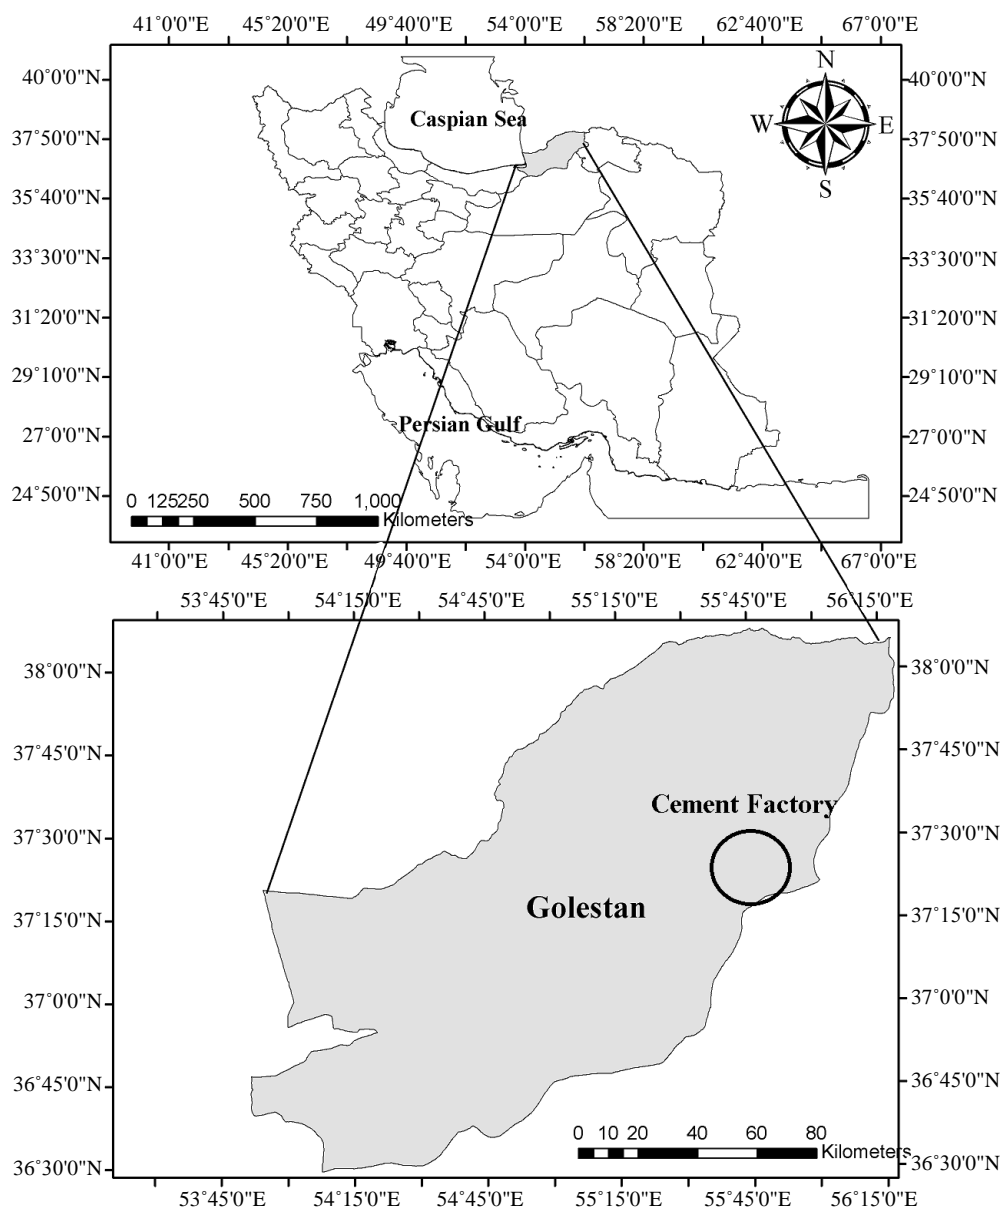 41°0'0"E 45°20'0"E 49°40'0"E 54°0'0"E 58°20'0"E 62°40'0"E 67°0'0"E
40°0'0"N 40°0'0"N
N
Caspian Sea
W E
37°50'0"N 37°50'0"N
S
35°40'0"N 35°40'0"N
33°30'0"N 33°30'0"N
31°20'0"N 31°20'0"N
29°10'0"N 29°10'0"N
Persian Gulf
27°0'0"N 27°0'0"N
24°50'0"N 24°50'0"N
0 125 250 500 750 1,000
Kilometers
41°0'0"E 45°20'0"E 49°40'0"E 54°0'0"E 58°20'0"E 62°40'0"E 67°0'0"E
53°45'0"E 54°15'0"E 54°45'0"E 55°15'0"E 55°45'0"E 56°15'0"E
38°0'0"N 38°0'0"N
37°45'0"N 37°45'0"N
Cement Factory
37°30'0"N 37°30'0"N
Golestan
37°15'0"N 37°15'0"N
37°0'0"N 37°0'0"N
36°45'0"N 36°45'0"N
0 10 20 40 60 80
Kilometers
36°30'0"N 36°30'0"N
53°45'0"E 54°15'0"E 54°45'0"E 55°15'0"E 55°45'0"E 56°15'0"E